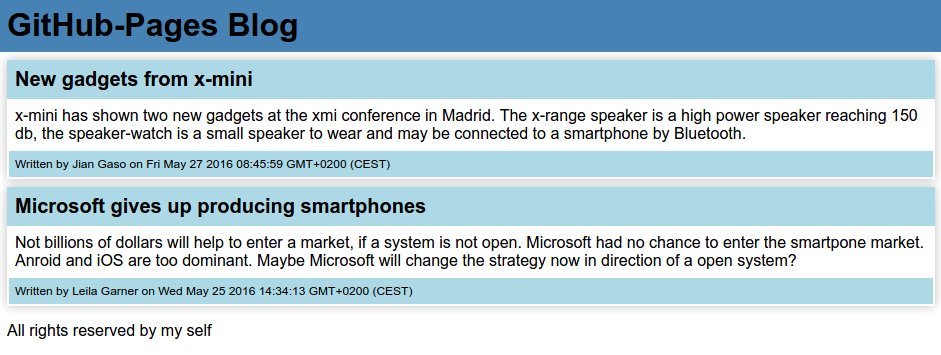 GitHub-Pages Blog
New gadgets from x-mini
x-mini has shown two new gadgets at the xmi conference in Madrid. The x-range speaker is a high power speaker reaching 150
db, the speaker-watch is a small speaker to wear and may be connected to a smartphone by Bluetooth.
Written by Jian Gaso on Fri May 27 2016 08:45:59 GMT+0200 (CEST)
Microsoft gives up producing smartphones
Not billions of dollars will help to enter a market, if a system is not open. Microsoft had no chance to enter the smartpone market.
Anroid and iOS are too dominant. Maybe Microsoft will change the strategy now in direction of a open system?
Written by Leila Garner on Wed May 25 2016 14:34:13 GMT+0200 (CEST)
All rights reserved by my self